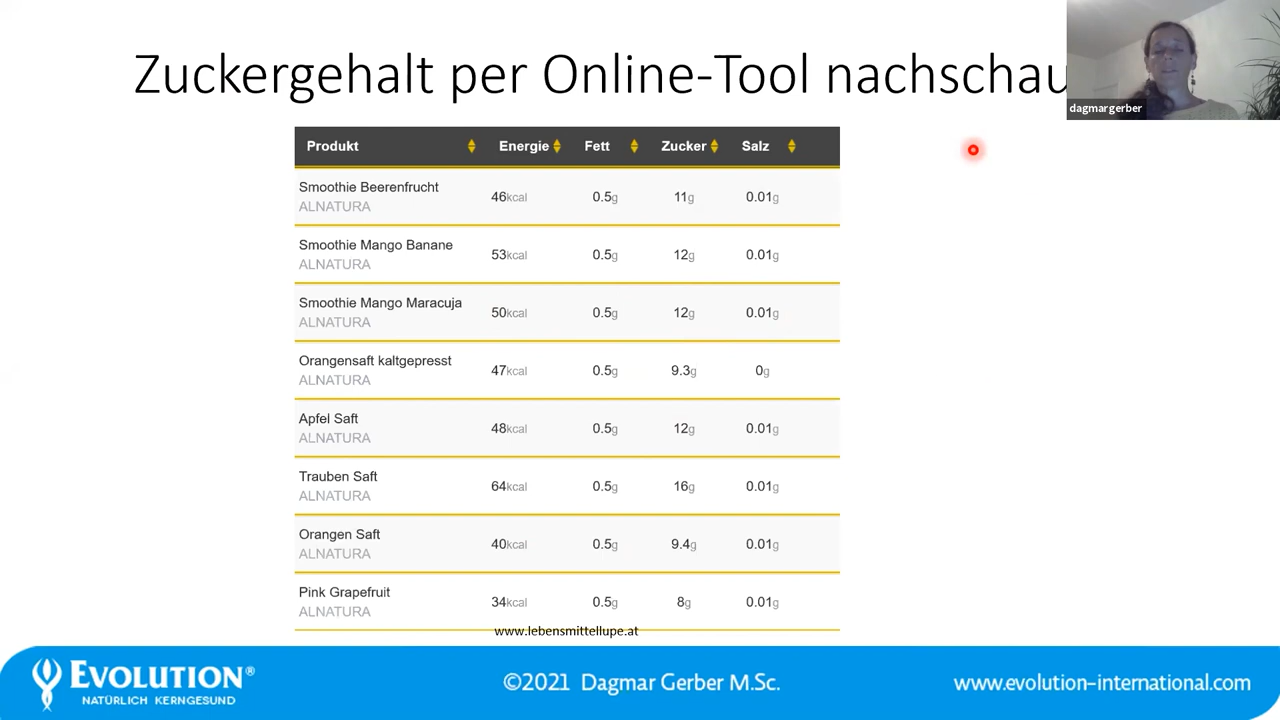 Zuckergehalt per Online-Tool nachschau
dagmargerber
Produkt Energie Fett Zucker Salz
Smoothie Beerenfrucht
ALNATURA
46kcal 0.5g 11g 0.01g
Smoothie Mango Banane
ALNATURA
53kcal 0.5g 12g 0.01g
Smoothie Mango Maracuja
ALNATURA
50kcal 0.5g 12g 0.01g
Orangensaft kaltgepresst
ALNATURA
47kcal 0.5g 9.3g 0g
Apfel Saft
ALNATURA
48kcal 0.5g 12g 0.01g
Trauben Saft
ALNATURA
64kcal 0.5g 16g 0.01g
Orangen Saft
ALNATURA
40kcal 0.5g 9.4g 0.01g
Pink Grapefruit
ALNATURA
34kcal 0.5g 8g 0.01g
www.lebensmittellupe.at
EVOLUTION®
NATÜRLICH KERNGESUND
©2021 Dagmar Gerber M.Sc.
www.evolution-international.com